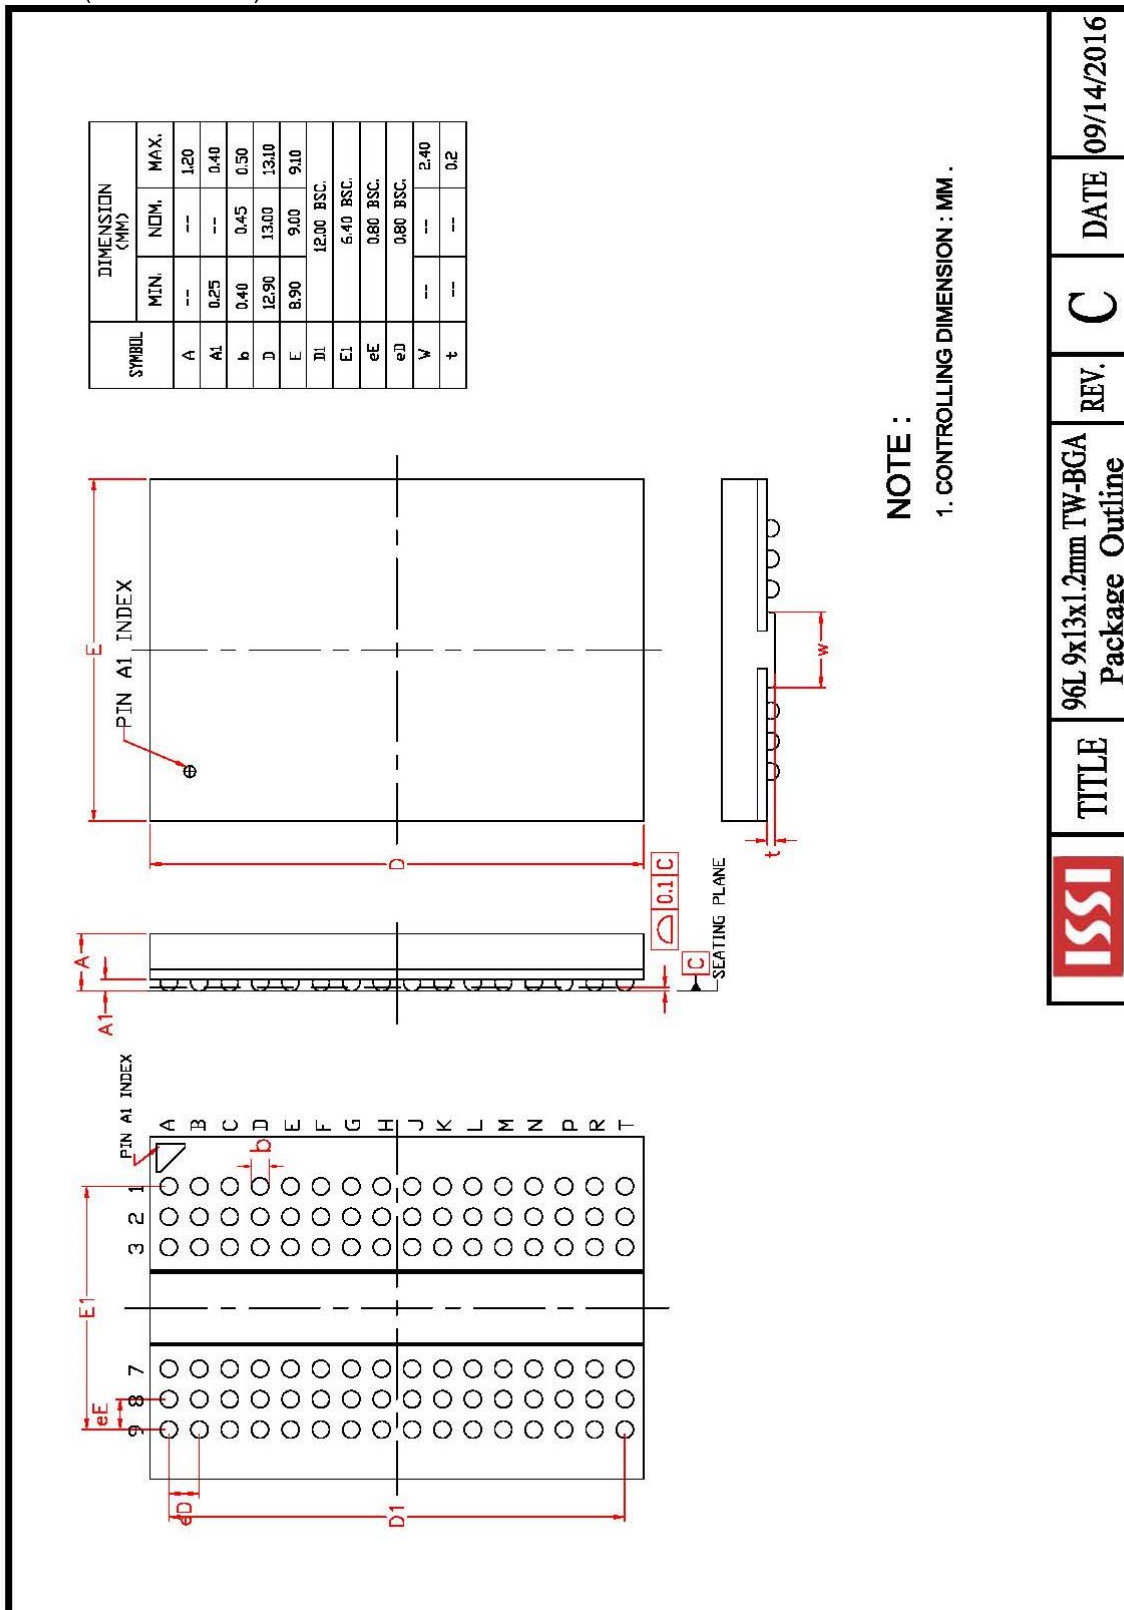 SYMBOL DIMENSION (MM)
MIN. NOM. MAX.
A -- -- 1.20
A1 0.25 -- 0.40
b 0.40 0.45 0.50
D 12.90 13.00 13.10
E 8.90 9.00 9.10
D1 12.00 BSC.
E1 6.40 BSC.
eE 0.80 BSC.
eD 0.80 BSC.
W -- -- 2.40
t -- -- 0.2
E
PIN A1 INDEX
D
A
A1
0.1 C
C
SEATING PLANE
w
t
PIN A1 INDEX
E1
eE
9 8 7 3 2 1
A
B
C
D
E
F
G
H
J
K
L
M
N
P
R
T
b
eD
D1
NOTE :
1. CONTROLLING DIMENSION : MM .
ISSI
TITLE
96L 9x13x1.2mm TW-BGA
Package Outline
REV.
C
DATE
09/14/2016